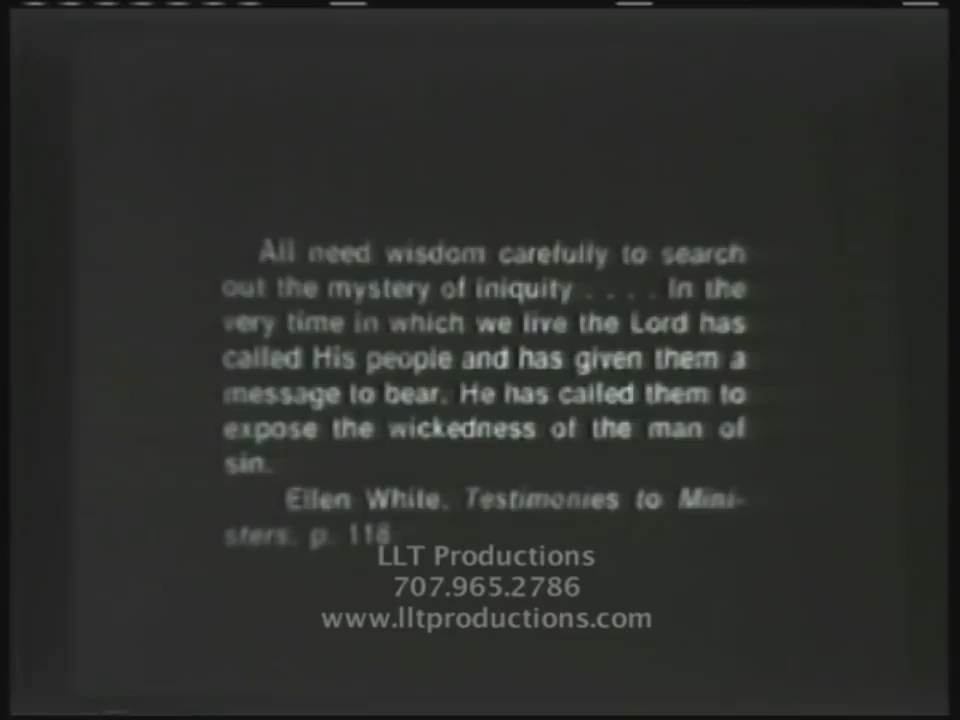 All need wisdom carefully to search
out the mystery of iniquity . . . . In the
very time in which we live the Lord has
called His people and has given them a
message to bear. He has called them to
expose the wickedness of the man of
sin.
Ellen White, Testimonies to Mini-
sters, p. 118
LLT Productions
707.965.2786
www.lltproductions.com